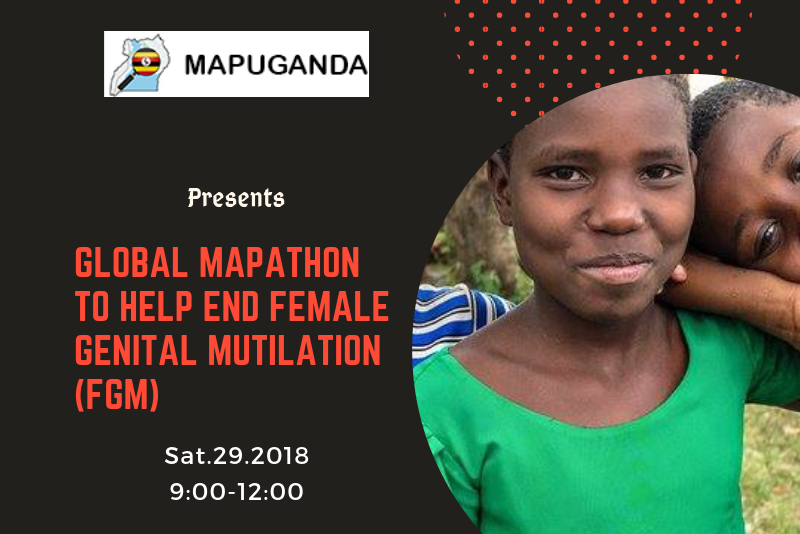 MAPUGANDA
Presents
GLOBAL MAPATHON
TO HELP END FEMALE
GENITAL MUTILATION
(FGM)
Sat.29.2018
9:00-12:00